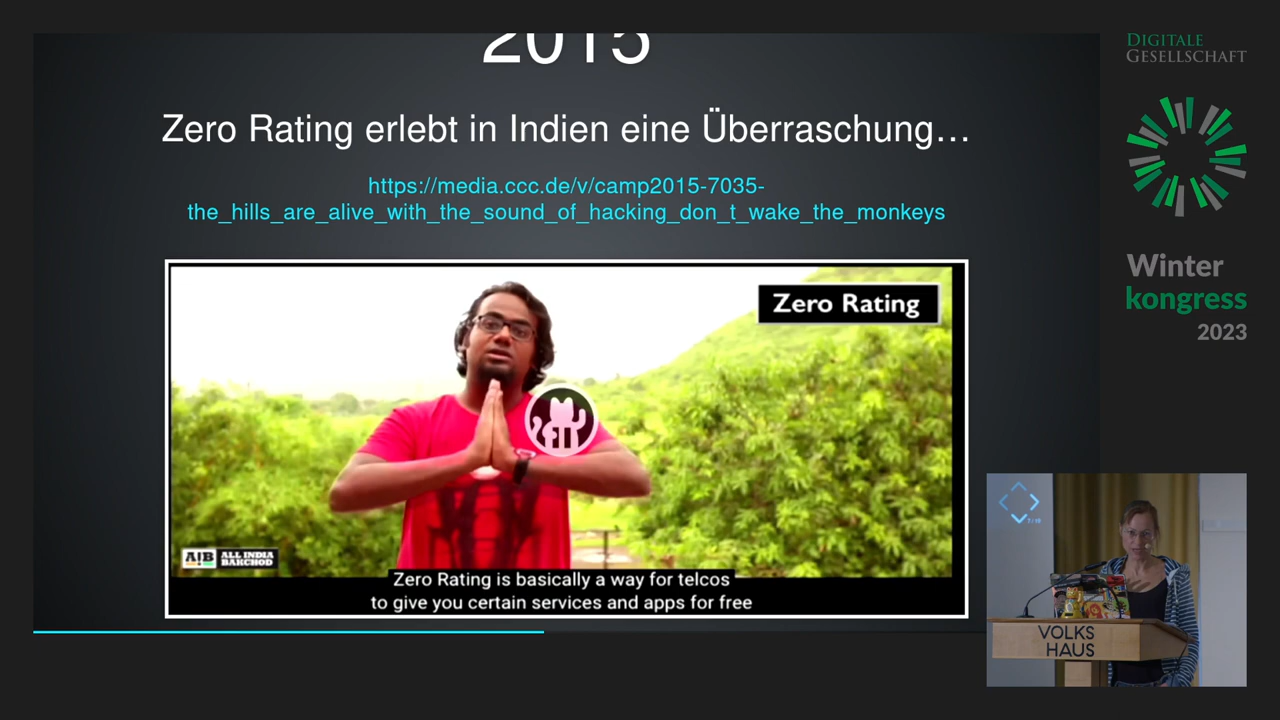 2015
Zero Rating erlebt in Indien eine Überraschung…
https://media.ccc.de/v/camp2015-7035-
the_hills_are_alive_with_the_sound_of_hacking_don_t_wake_the_monkeys
Zero Rating
A!B ALL INDIA
BAKCHOD
Zero Rating is basically a way for telcos
to give you certain services and apps for free
DIGITALE
GESELLSCHAFT
Winter
kongress
2023
VOLKS
HAUS